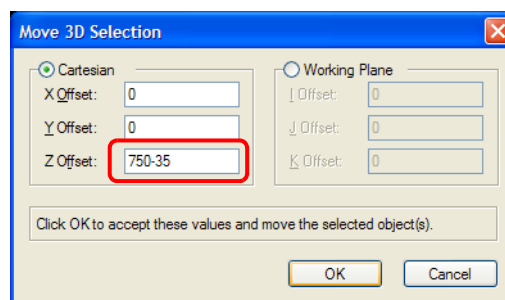 Move 3D Selection
Cartesian
X Offset: 0
Y Offset: 0
Z Offset: 750-35
Working Plane
I Offset: 0
J Offset: 0
K Offset: 0
Click OK to accept these values and move the selected object(s).
OK Cancel